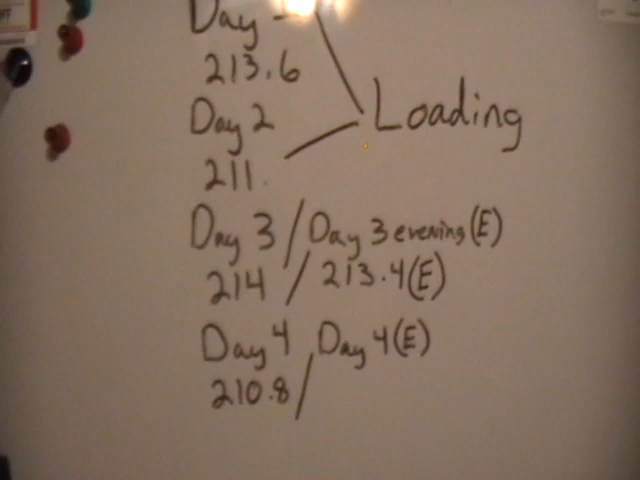 Day
213.6
Day 2
Loading
211.
Day 3 / Day 3 evening (E)
214 / 213.4 (E)
Day 4 / Day 4 (E)
210.8 /